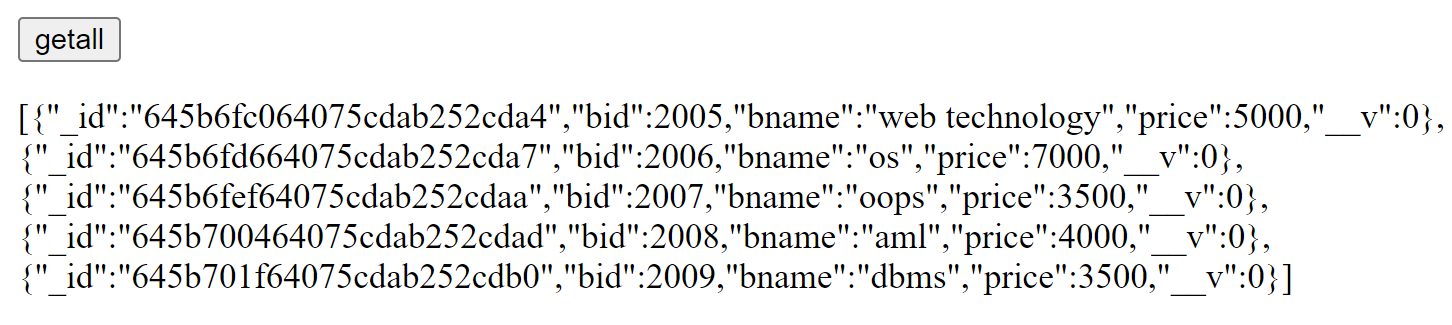 getall
[{"_id":"645b6fc064075cdab252cda4","bid":2005,"bname":"web technology","price":5000,"__v":0},
{"_id":"645b6fd664075cdab252cda7","bid":2006,"bname":"os","price":7000,"__v":0},
{"_id":"645b6fef64075cdab252cdaa","bid":2007,"bname":"oops","price":3500,"__v":0},
{"_id":"645b700464075cdab252cdad","bid":2008,"bname":"aml","price":4000,"__v":0},
{"_id":"645b701f64075cdab252cdb0","bid":2009,"bname":"dbms","price":3500,"__v":0}]